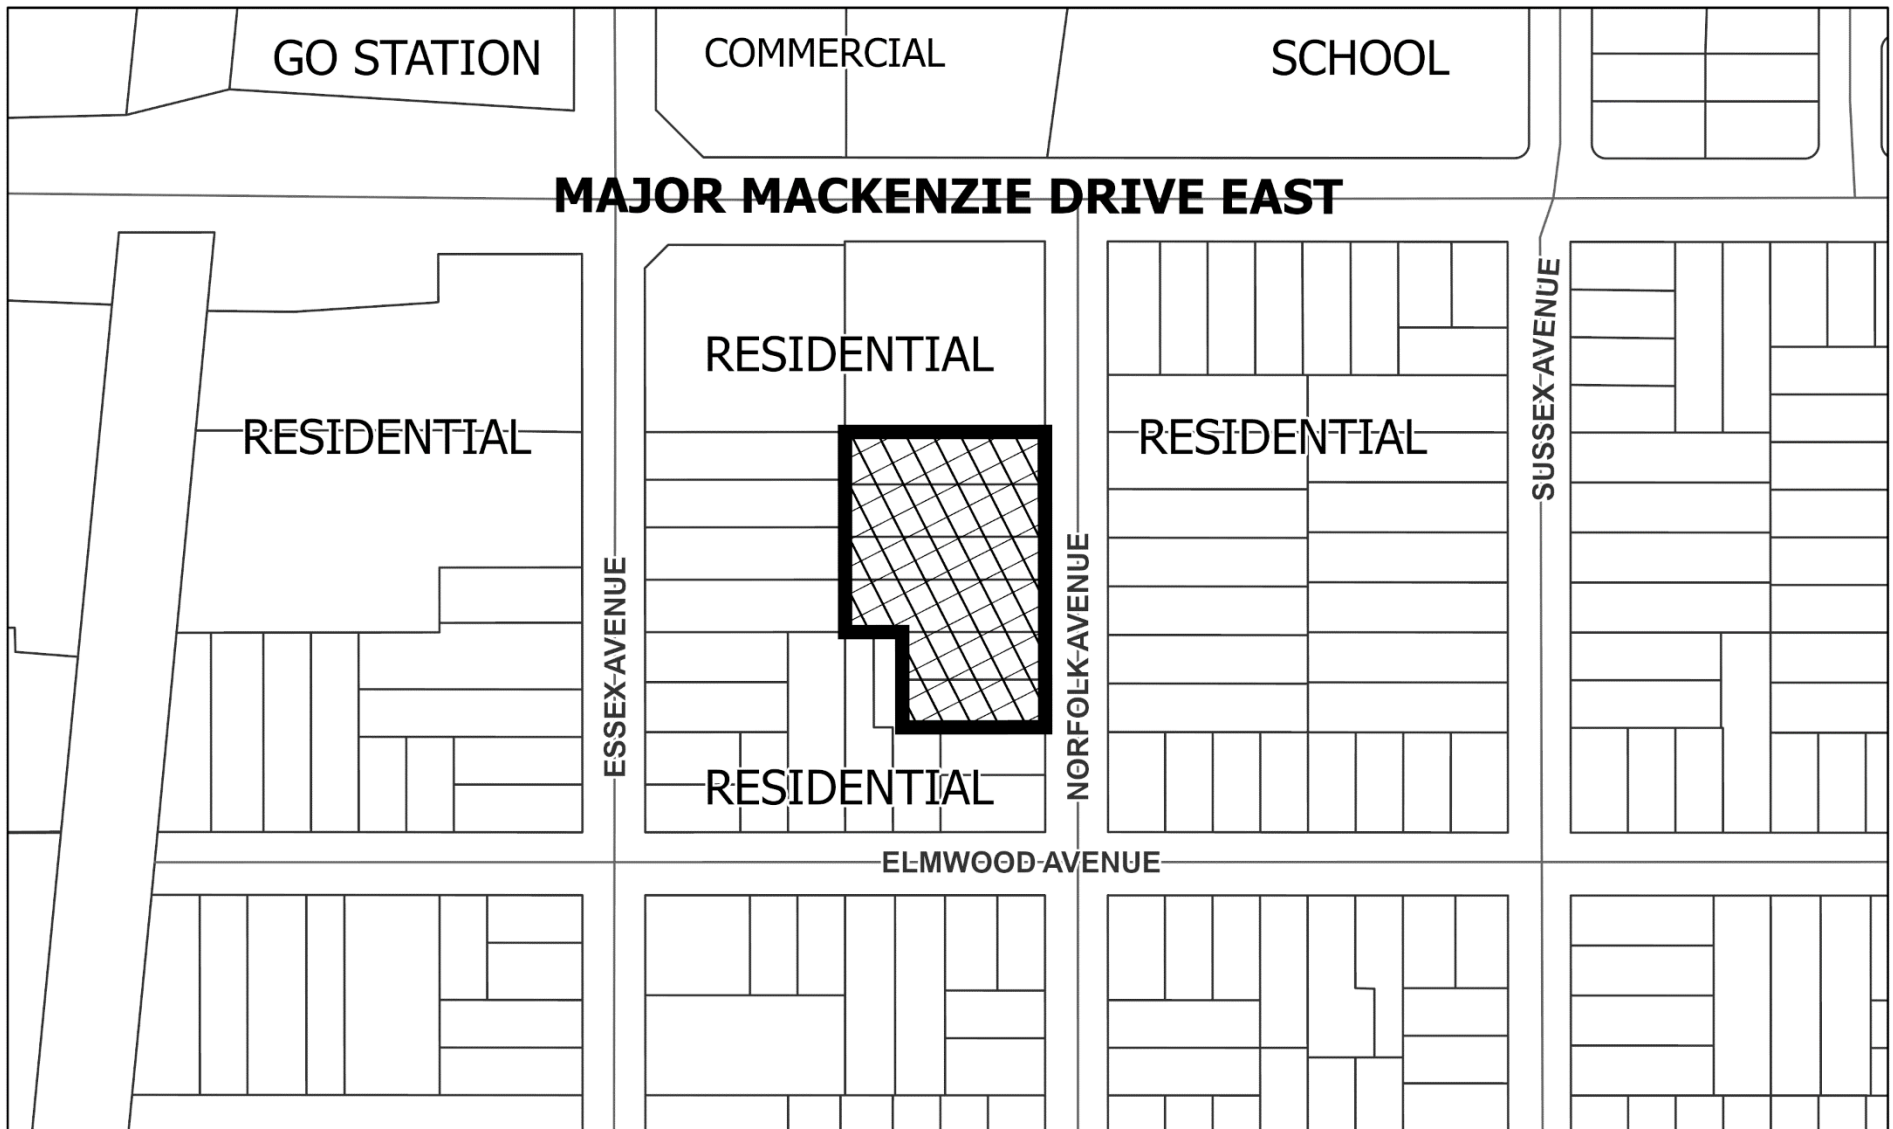 GO STATION
COMMERCIAL
SCHOOL
MAJOR MACKENZIE DRIVE EAST
RESIDENTIAL
RESIDENTIAL
RESIDENTIAL
SUSSEX AVENUE
ESSEX AVENUE
NORFOLK AVENUE
RESIDENTIAL
ELMWOOD AVENUE